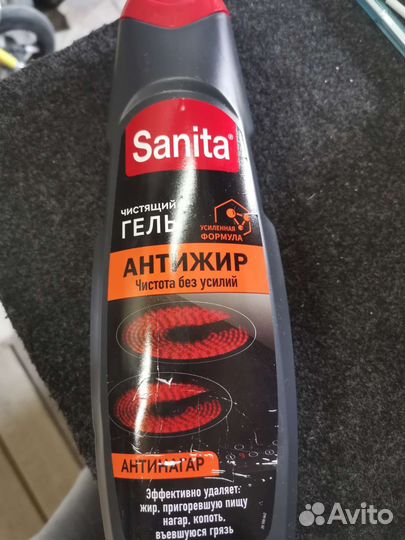 Sanita®
чистящий
ГЕЛЬ
УСИЛЕННАЯ
ФОРМУЛА
АНТИЖИР
Чистота без усилий
АНТИНАГАР
Эффективно удаляет:
жир, пригоревшую пищу
нагар, копоть,
въевшуюся грязь
Avito